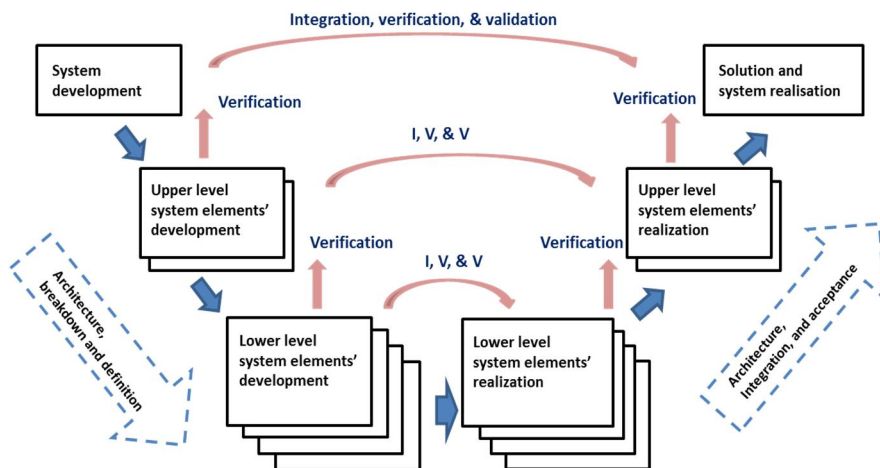 Integration, verification, & validation
System
development
Solution and
system realisation
Verification
Verification
I, V, & V
Upper level
system elements’
development
Upper level
system elements’
realization
Verification
Verification
I, V, & V
Architecture,
breakdown and definition
Architecture,
Integration, and acceptance
Lower level
system elements’
development
Lower level
system elements’
realization